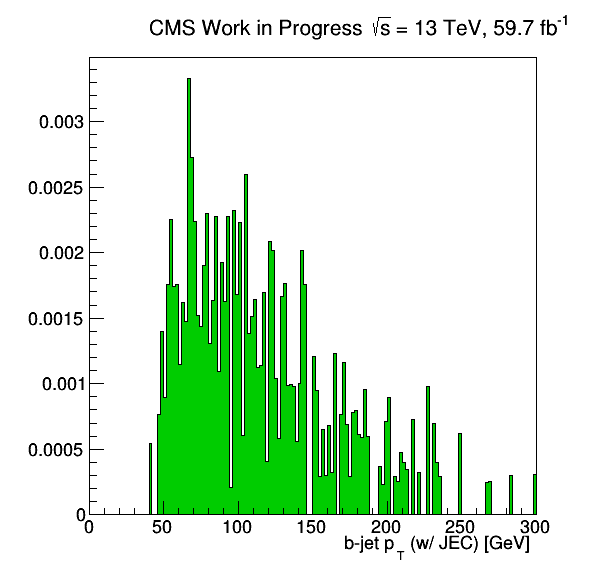 CMS Work in Progress √s = 13 TeV, 59.7 fb⁻¹
0.003
0.0025
0.002
0.0015
0.001
0.0005
0
0 50 100 150 200 250 300
b-jet p_T (w/ JEC) [GeV]